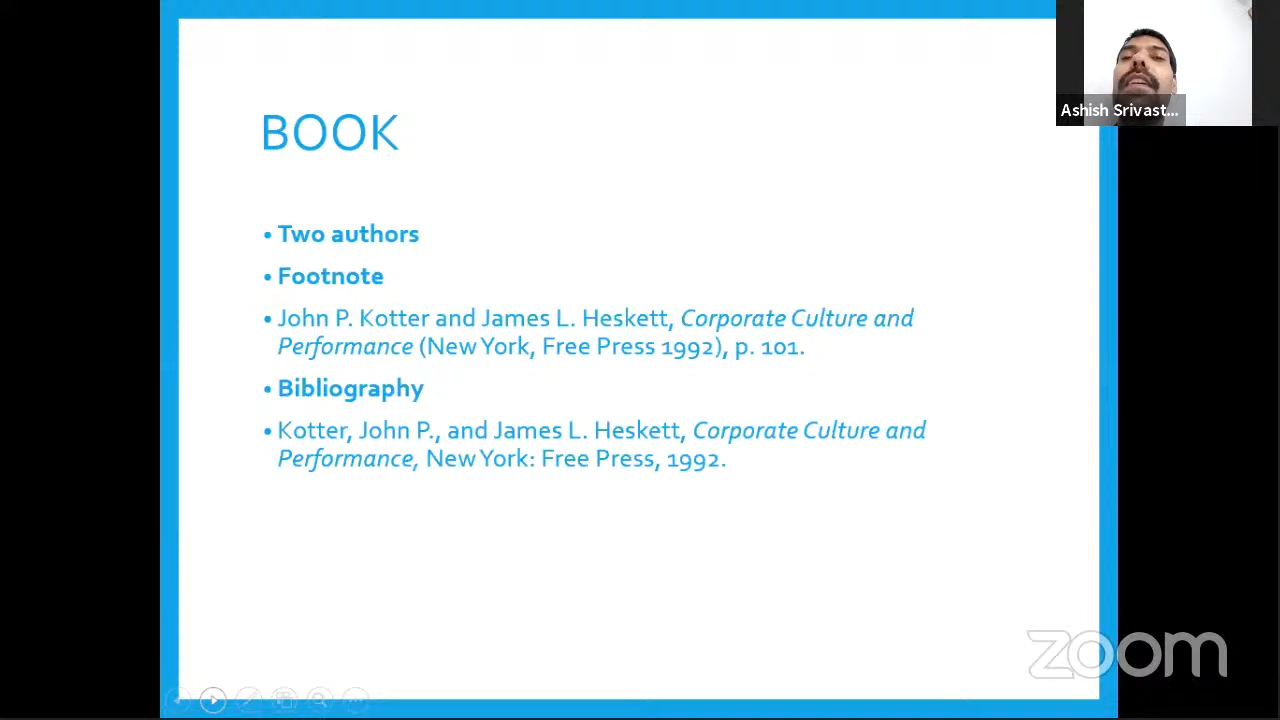 Ashish Srivast...
BOOK
• Two authors
• Footnote
• John P. Kotter and James L. Heskett, Corporate Culture and
Performance (New York, Free Press 1992), p. 101.
• Bibliography
• Kotter, John P., and James L. Heskett, Corporate Culture and
Performance, New York: Free Press, 1992.
zoom